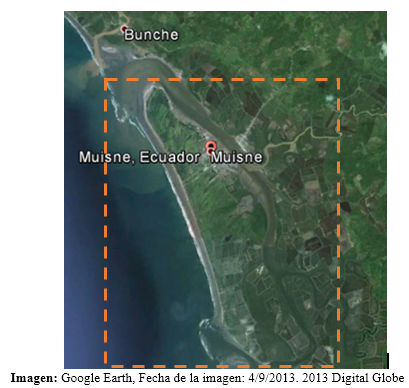 Bunche
Muisne, Ecuador Muisne
Imagen: Google Earth, Fecha de la imagen: 4/9/2013. 2013 Digital Globe